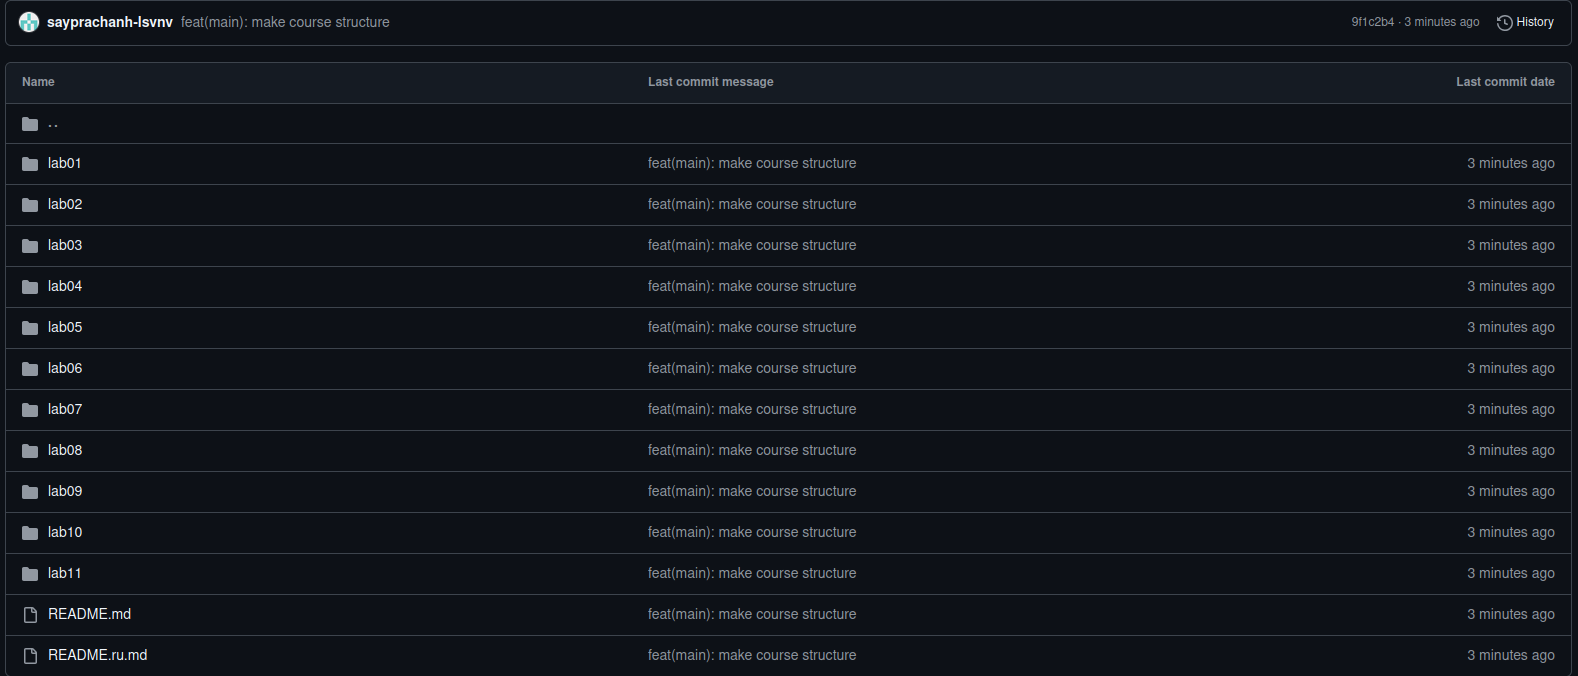 sayprachanh-lsvnv feat(main): make course structure 9f1c2b4 · 3 minutes ago History
Name Last commit message Last commit date
..
lab01 feat(main): make course structure 3 minutes ago
lab02 feat(main): make course structure 3 minutes ago
lab03 feat(main): make course structure 3 minutes ago
lab04 feat(main): make course structure 3 minutes ago
lab05 feat(main): make course structure 3 minutes ago
lab06 feat(main): make course structure 3 minutes ago
lab07 feat(main): make course structure 3 minutes ago
lab08 feat(main): make course structure 3 minutes ago
lab09 feat(main): make course structure 3 minutes ago
lab10 feat(main): make course structure 3 minutes ago
lab11 feat(main): make course structure 3 minutes ago
README.md feat(main): make course structure 3 minutes ago
README.ru.md feat(main): make course structure 3 minutes ago